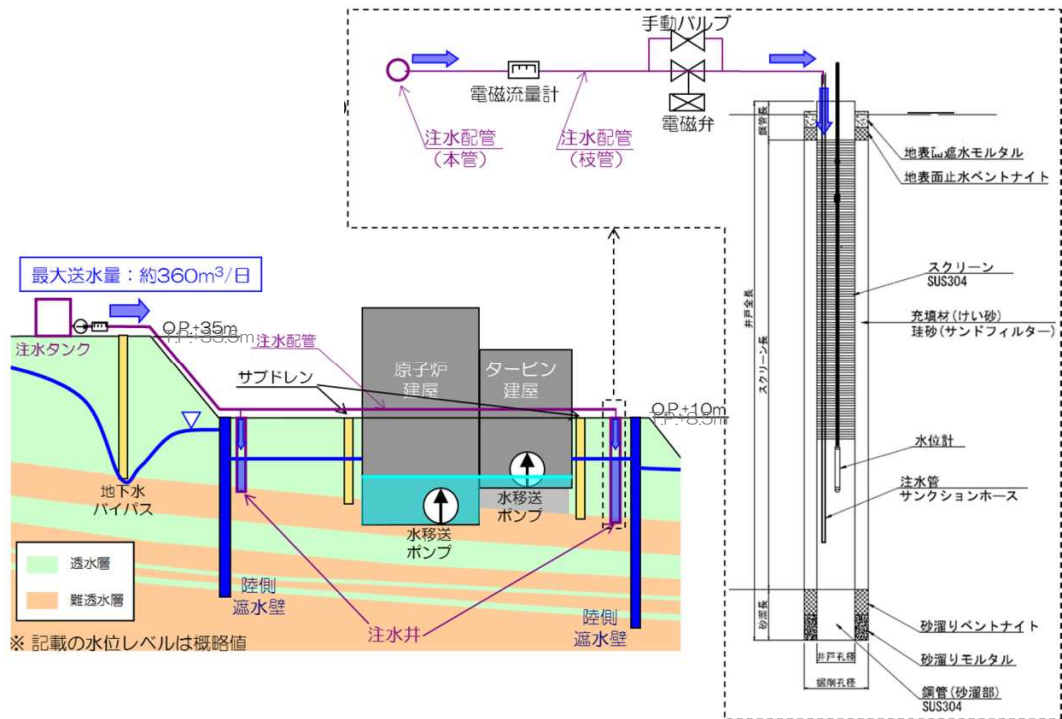 手動バルブ
電磁流量計
電磁弁
注水配管
(本管)
注水配管
(枝管)
鋼管長
井戸全長
スクリーン長
砂溜長
地表面遮水モルタル
地表面止水ベントナイト
スクリーン
SUS304
充填材(けい砂)
珪砂(サンドフィルター)
水位計
注水管
サンクションホース
砂溜りベントナイト
砂溜りモルタル
鋼管(砂溜部)
SUS304
井戸孔径
掘削孔径
最大送水量:約360m³/日
注水タンク
O.P.+35m
T.P.+33.5m
注水配管
サブドレン
原子炉
建屋
タービン
建屋
O.P.+10m
T.P.+8.5m
地下水
バイパス
水移送
ポンプ
水移送
ポンプ
透水層
難透水層
陸側
遮水壁
注水井
陸側
遮水壁
※ 記載の水位レベルは概略値